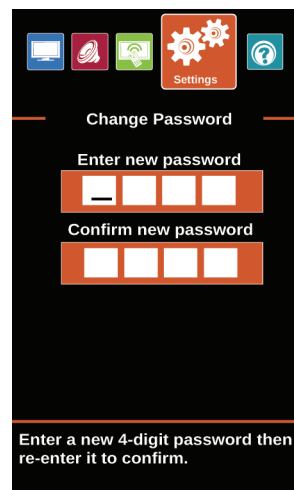 Settings
Change Password
Enter new password
Confirm new password
Enter a new 4-digit password then
re-enter it to confirm.